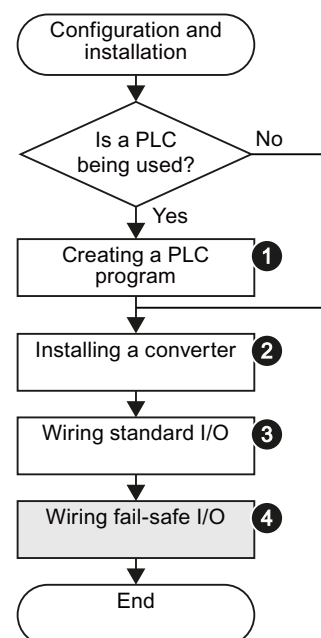 Configuration and
installation
Is a PLC
being used?
No
Yes
Creating a PLC
program
1
Installing a converter
2
Wiring standard I/O
3
Wiring fail-safe I/O
4
End